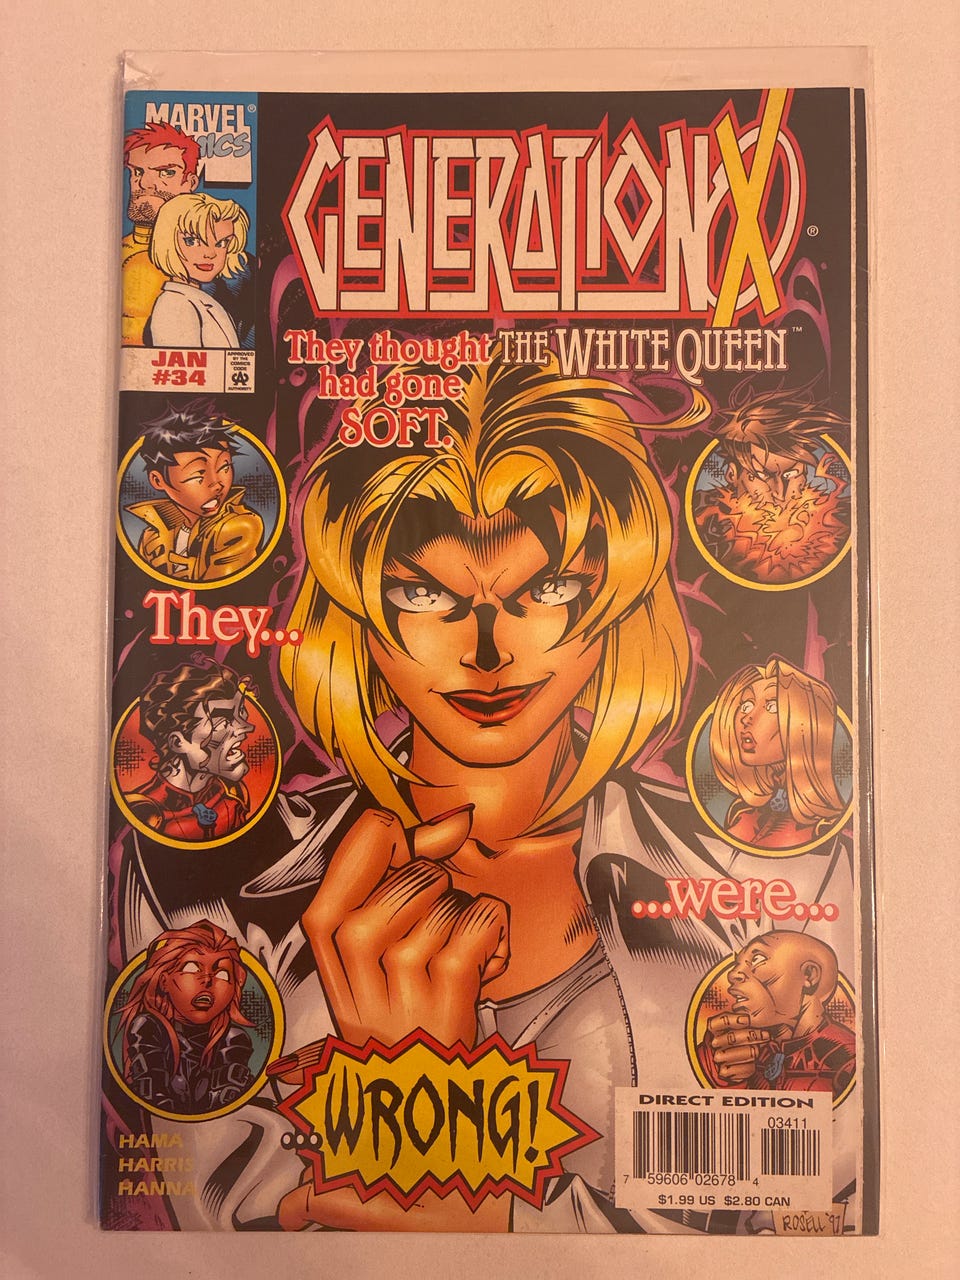 MARVEL
COMICS
GENERATION X
®
They thought THE WHITE QUEEN™
had gone
SOFT.
JAN
#34
APPROVED
BY THE
COMICS
CODE
CA
AUTHORITY
They...
...were...
...WRONG!
HAMA
HARRIS
HANNA
DIRECT EDITION
03411
7 59606 02678 4
$1.99 US $2.80 CAN
ROSELL '97